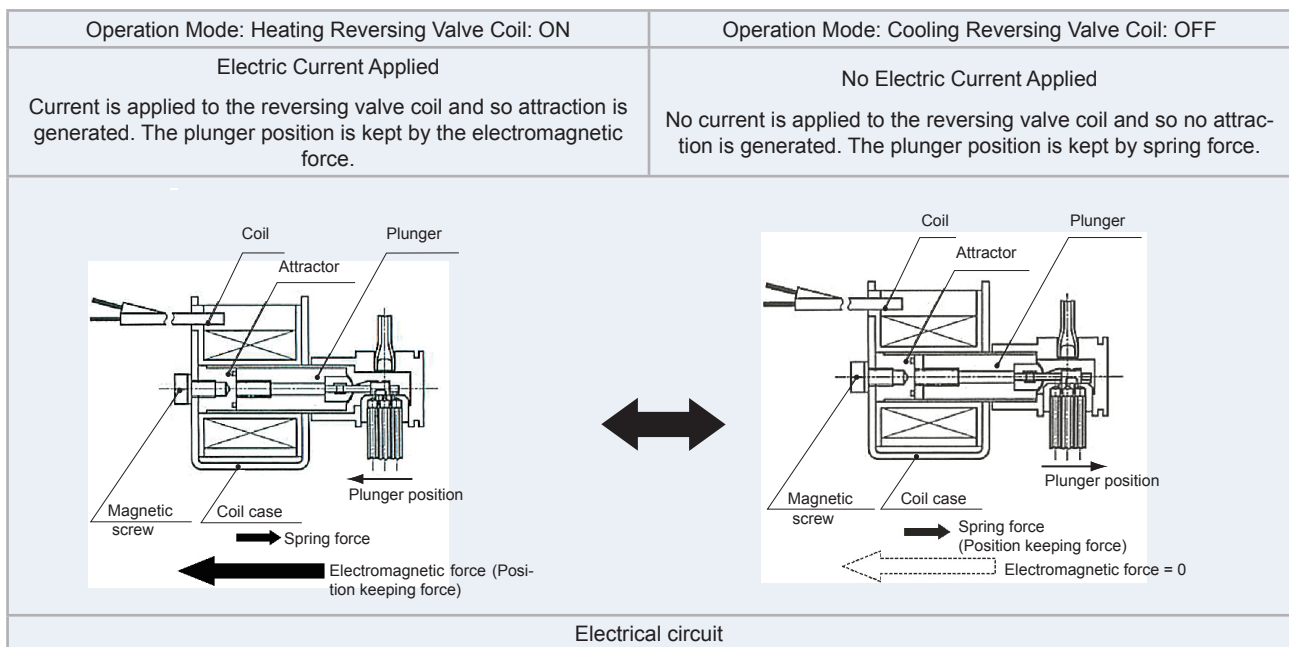 Operation Mode: Heating Reversing Valve Coil: ON
Operation Mode: Cooling Reversing Valve Coil: OFF
Electric Current Applied
Current is applied to the reversing valve coil and so attraction is
generated. The plunger position is kept by the electromagnetic
force.
No Electric Current Applied
No current is applied to the reversing valve coil and so no attrac-
tion is generated. The plunger position is kept by spring force.
Coil
Plunger
Attractor
Plunger position
Magnetic
screw
Coil case
Spring force
Electromagnetic force (Posi-
tion keeping force)
Coil
Plunger
Attractor
Plunger position
Magnetic
screw
Coil case
Spring force
(Position keeping force)
Electromagnetic force = 0
Electrical circuit